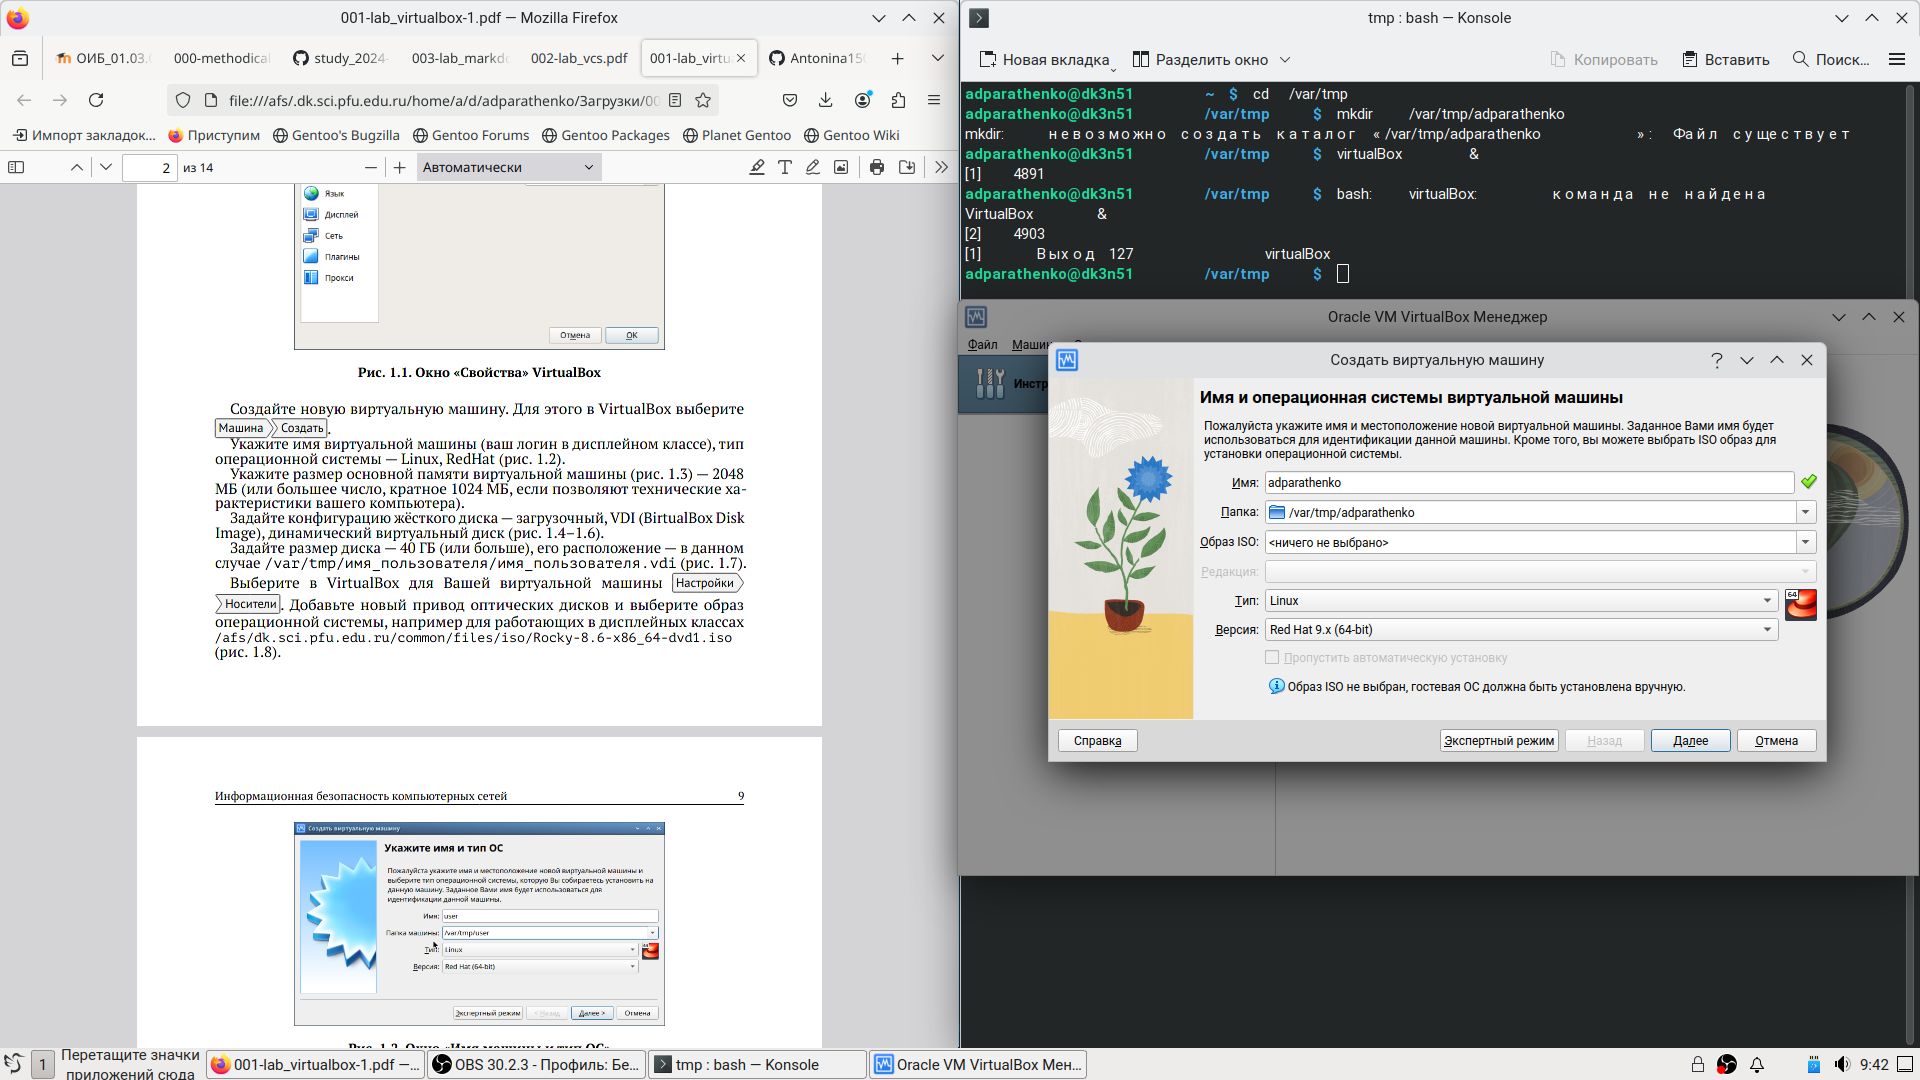 001-lab_virtualbox-1.pdf — Mozilla Firefox
ОИБ_01.03.0
000-methodical
study_2024-
003-lab_markdo
002-lab_vcs.pdf
001-lab_virtu
Antonina150
file:///afs/.dk.sci.pfu.edu.ru/home/a/d/adparathenko/Загрузки/00
Импорт закладок...
Приступим
Gentoo's Bugzilla
Gentoo Forums
Gentoo Packages
Planet Gentoo
Gentoo Wiki
2 из 14
Автоматически
Язык
Дисплей
Сеть
Плагины
Прокси
Отмена
OK
Рис. 1.1. Окно «Свойства» VirtualBox
Создайте новую виртуальную машину. Для этого в VirtualBox выберите
Машина Создать.
Укажите имя виртуальной машины (ваш логин в дисплейном классе), тип
операционной системы — Linux, RedHat (рис. 1.2).
Укажите размер основной памяти виртуальной машины (рис. 1.3) — 2048
МБ (или большее число, кратное 1024 МБ, если позволяют технические ха-
рактеристики вашего компьютера).
Задайте конфигурацию жёсткого диска — загрузочный, VDI (BirtualBox Disk
Image), динамический виртуальный диск (рис. 1.4–1.6).
Задайте размер диска — 40 ГБ (или больше), его расположение — в данном
случае /var/tmp/имя_пользователя/имя_пользователя.vdi (рис. 1.7).
Выберите в VirtualBox для Вашей виртуальной машины Настройки
Носители. Добавьте новый привод оптических дисков и выберите образ
операционной системы, например для работающих в дисплейных классах
/afs/dk.sci.pfu.edu.ru/common/files/iso/Rocky-8.6-x86_64-dvd1.iso
(рис. 1.8).
Информационная безопасность компьютерных сетей 9
Создать виртуальную машину
Укажите имя и тип ОС
Пожалуйста укажите имя и местоположение новой виртуальной машины и
выберите тип операционной системы, которую Вы собираетесь установить на
данную машину. Заданное Вами имя будет использоваться для
идентификации данной машины.
Имя: user
Папка машины: /var/tmp/user
Тип: Linux
Версия: Red Hat (64-bit)
Экспертный режим
< Назад
Далее >
Отмена
Рис. 1.2. Окно «Имя машины и тип ОС»
tmp : bash — Konsole
Новая вкладка
Разделить окно
Копировать
Вставить
Поиск...
adparathenko@dk3n51 ~ $ cd /var/tmp
adparathenko@dk3n51 /var/tmp $ mkdir /var/tmp/adparathenko
mkdir: невозможно создать каталог «/var/tmp/adparathenko»: Файл существует
adparathenko@dk3n51 /var/tmp $ virtualBox &
[1] 4891
adparathenko@dk3n51 /var/tmp $ bash: virtualBox: команда не найдена
VirtualBox &
[2] 4903
[1] Выход 127 virtualBox
adparathenko@dk3n51 /var/tmp $
Oracle VM VirtualBox Менеджер
Файл
Машин
Инстр
Создать виртуальную машину
?
Имя и операционная системы виртуальной машины
Пожалуйста укажите имя и местоположение новой виртуальной машины. Заданное Вами имя будет
использоваться для идентификации данной машины. Кроме того, вы можете выбрать ISO образ для
установки операционной системы.
Имя: adparathenko
Папка: /var/tmp/adparathenko
Образ ISO: <ничего не выбрано>
Редакция:
Тип: Linux
64
Версия: Red Hat 9.x (64-bit)
Пропустить автоматическую установку
Образ ISO не выбран, гостевая ОС должна быть установлена вручную.
Справка
Экспертный режим
Назад
Далее
Отмена
1
Перетащите значки
приложений сюда
001-lab_virtualbox-1.pdf —...
OBS 30.2.3 - Профиль: Бе...
tmp : bash — Konsole
Oracle VM VirtualBox Мен...
9:42